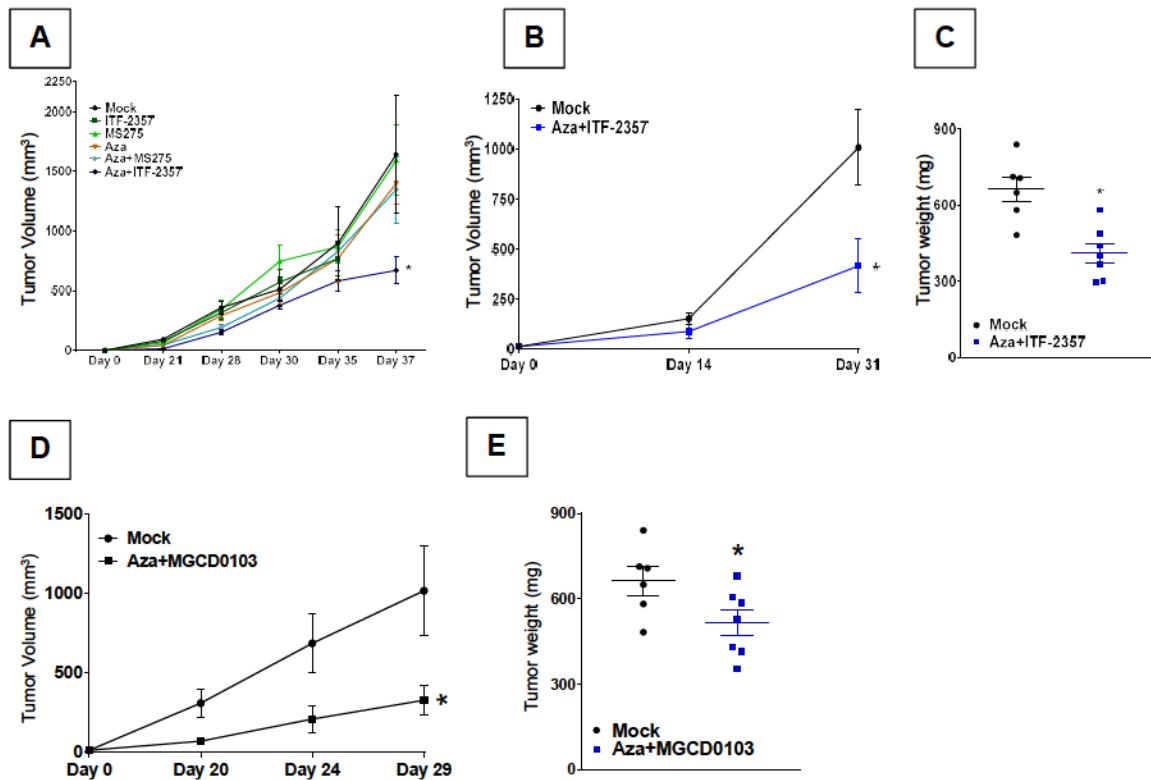 A
Tumor Volume (mm³)
2250
2000
1500
1000
500
0
Mock
ITF-2357
MS275
Aza
Aza+MS275
Aza+ITF-2357
*
Day 0 Day 21 Day 28 Day 30 Day 35 Day 37
B
Tumor Volume (mm³)
1250
1000
750
500
250
0
Mock
Aza+ITF-2357
*
Day 0 Day 14 Day 31
C
Tumor weight (mg)
900
600
300
0
*
Mock
Aza+ITF-2357
D
Tumor Volume (mm³)
1500
1000
500
0
Mock
Aza+MGCD0103
*
Day 0 Day 20 Day 24 Day 29
E
Tumor weight (mg)
900
600
300
0
*
Mock
Aza+MGCD0103